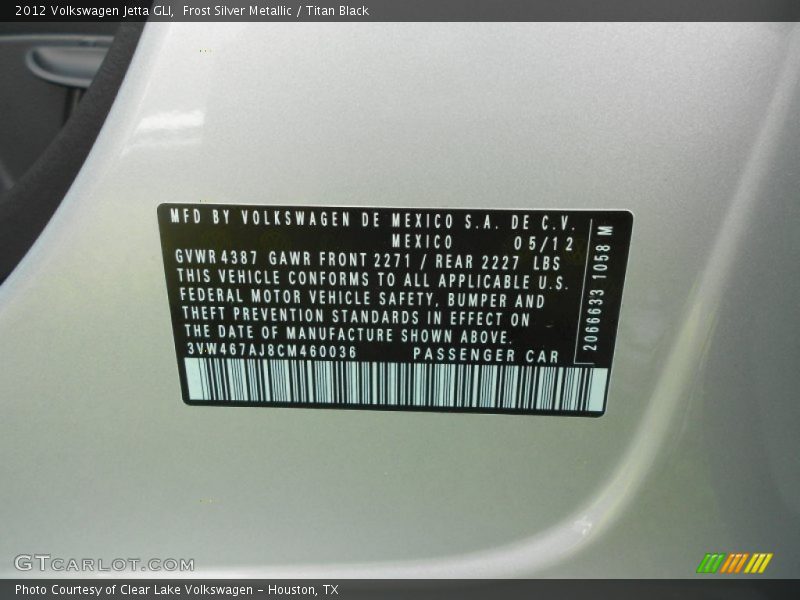 2012 Volkswagen Jetta GLI,  Frost Silver Metallic / Titan Black
MFD BY VOLKSWAGEN DE MEXICO S.A. DE C.V.
MEXICO 05/12
GVWR 4387 GAWR FRONT 2271 / REAR 2227 LBS
THIS VEHICLE CONFORMS TO ALL APPLICABLE U.S.
FEDERAL MOTOR VEHICLE SAFETY, BUMPER AND
THEFT PREVENTION STANDARDS IN EFFECT ON
THE DATE OF MANUFACTURE SHOWN ABOVE.
3VW467AJ8CM460036 PASSENGER CAR
2066633 1058 M
GTCARLOT.COM
Photo Courtesy of Clear Lake Volkswagen – Houston, TX